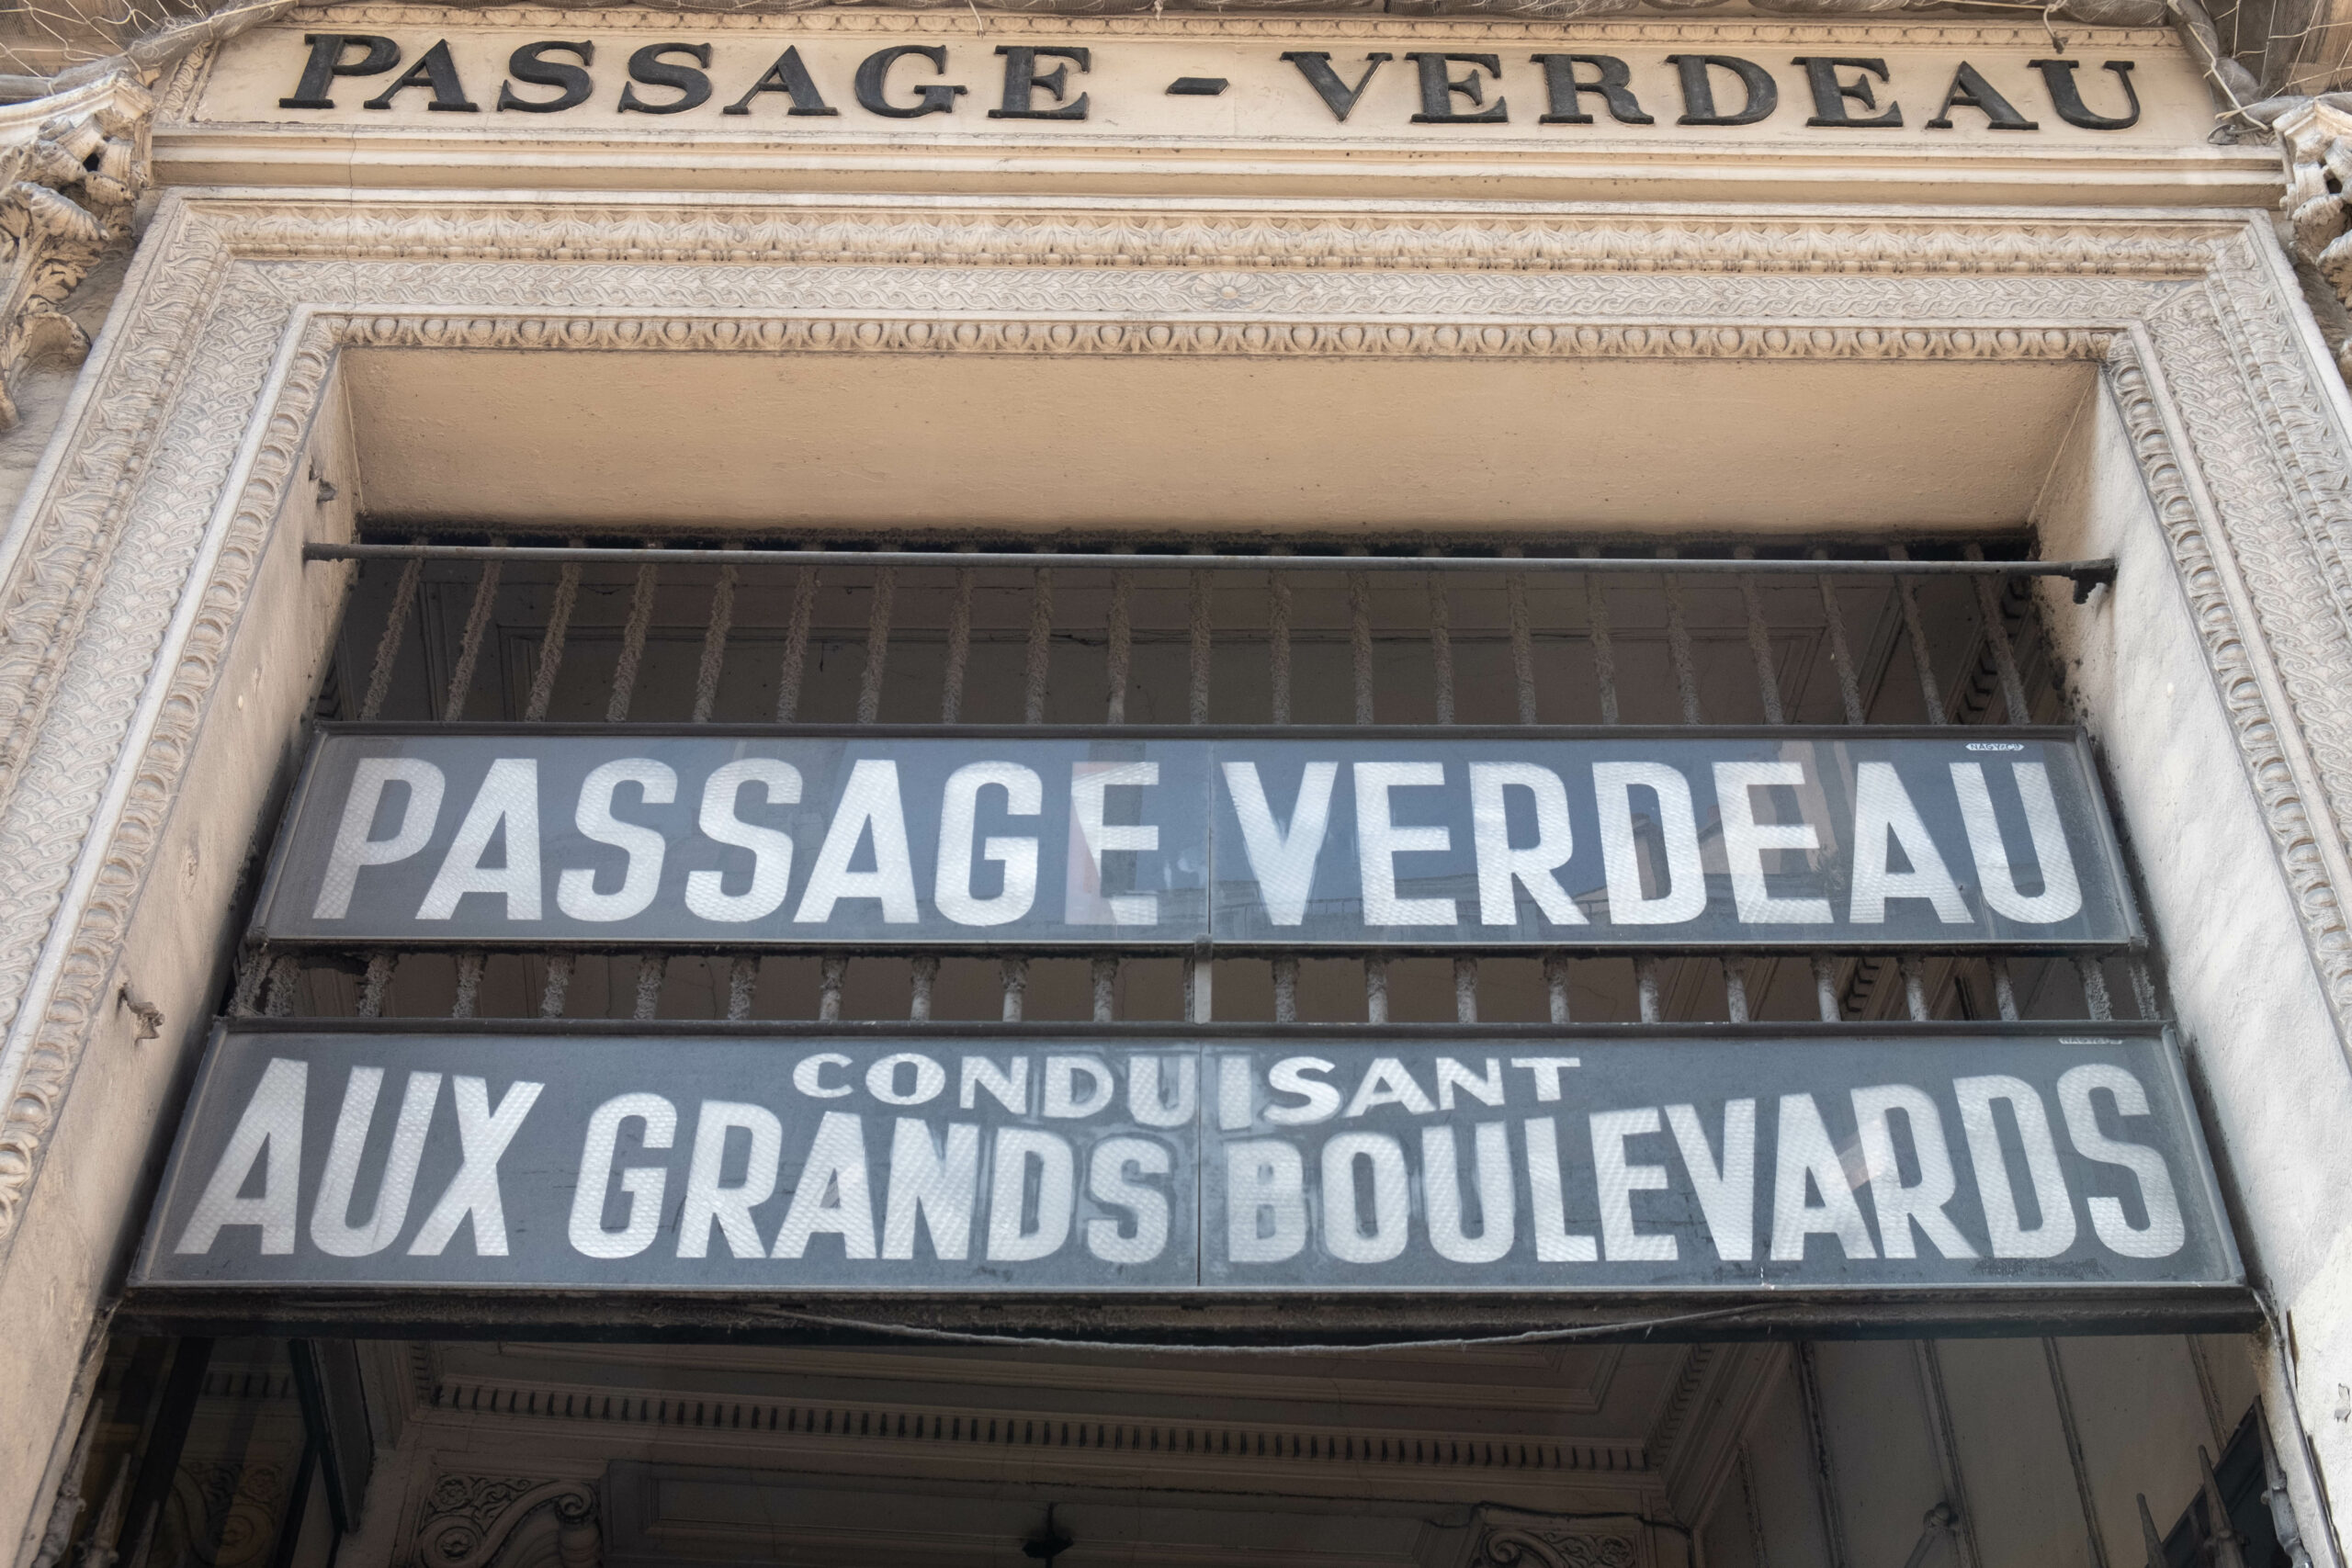 PASSAGE - VERDEAU
PASSAGE VERDEAU
CONDUISANT
AUX GRANDS BOULEVARDS